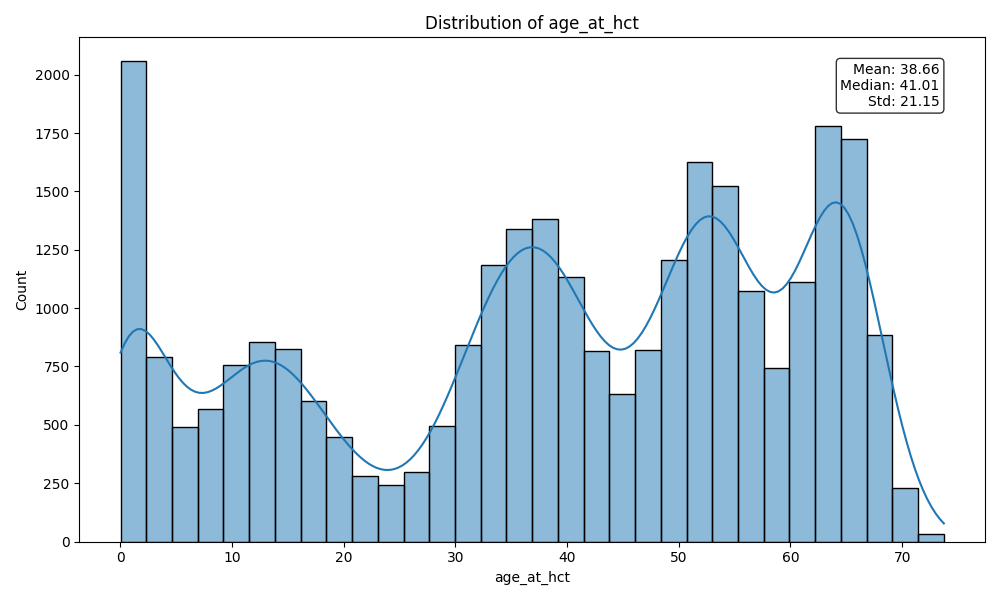 Distribution of age_at_hct
Mean: 38.66
Median: 41.01
Std: 21.15
2000
1750
1500
1250
1000
750
500
250
0
Count
0 10 20 30 40 50 60 70
age_at_hct